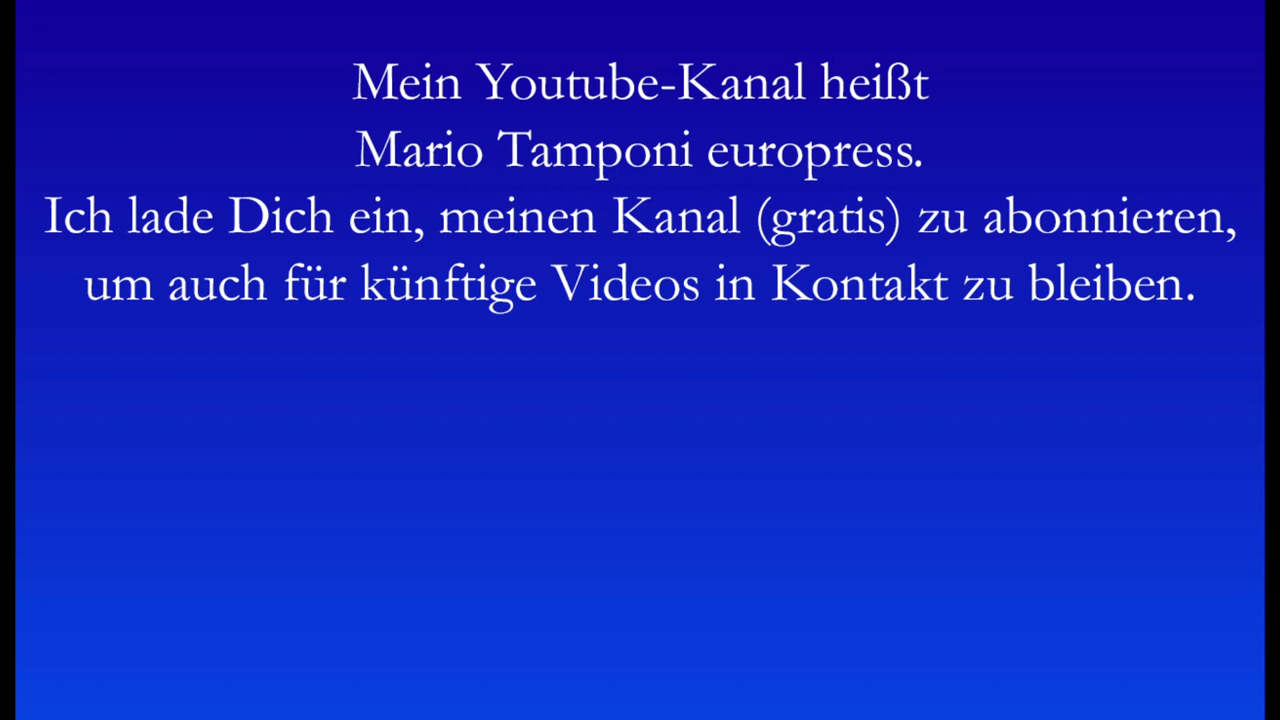 Mein Youtube-Kanal heißt
Mario Tamponi europress.
Ich lade Dich ein, meinen Kanal (gratis) zu abonnieren,
um auch für künftige Videos in Kontakt zu bleiben.